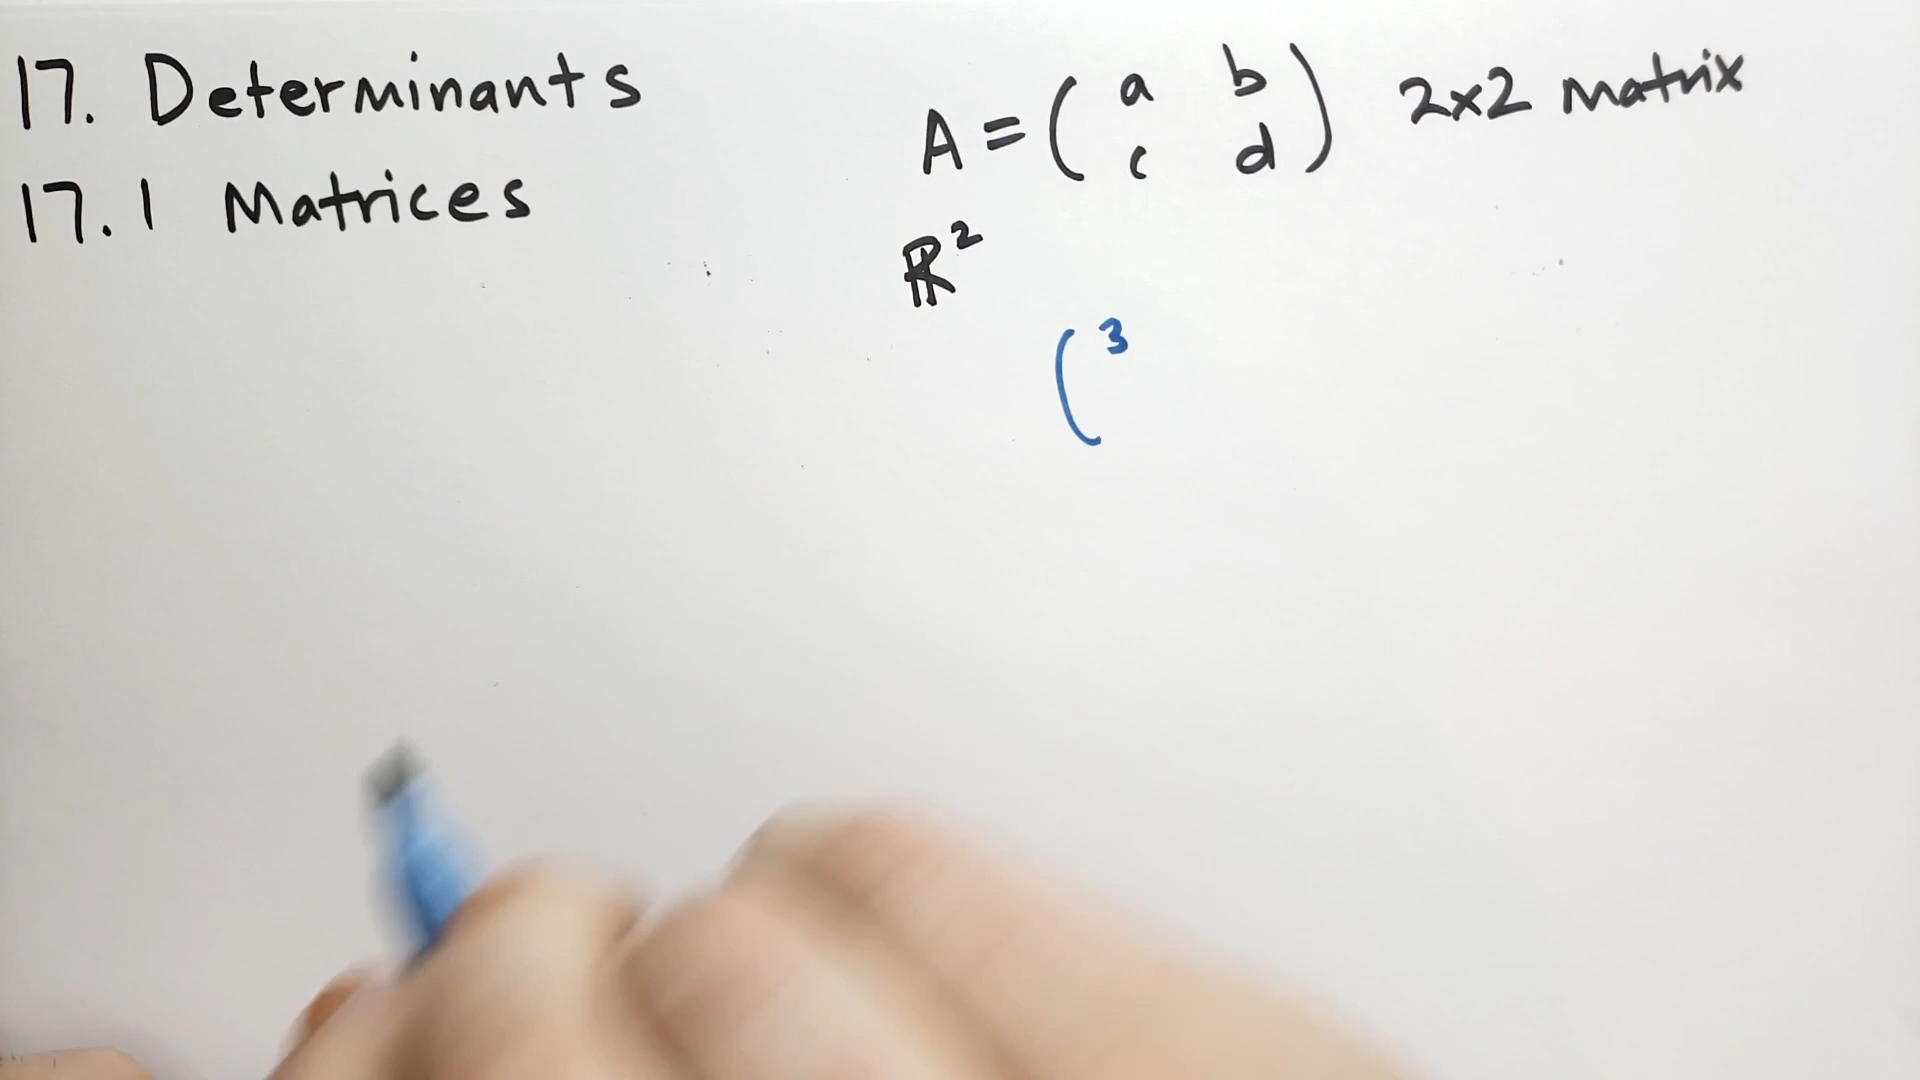 17. Determinants
17.1 Matrices
A = ( a b
c d ) 2x2 matrix
ℝ²
( 3